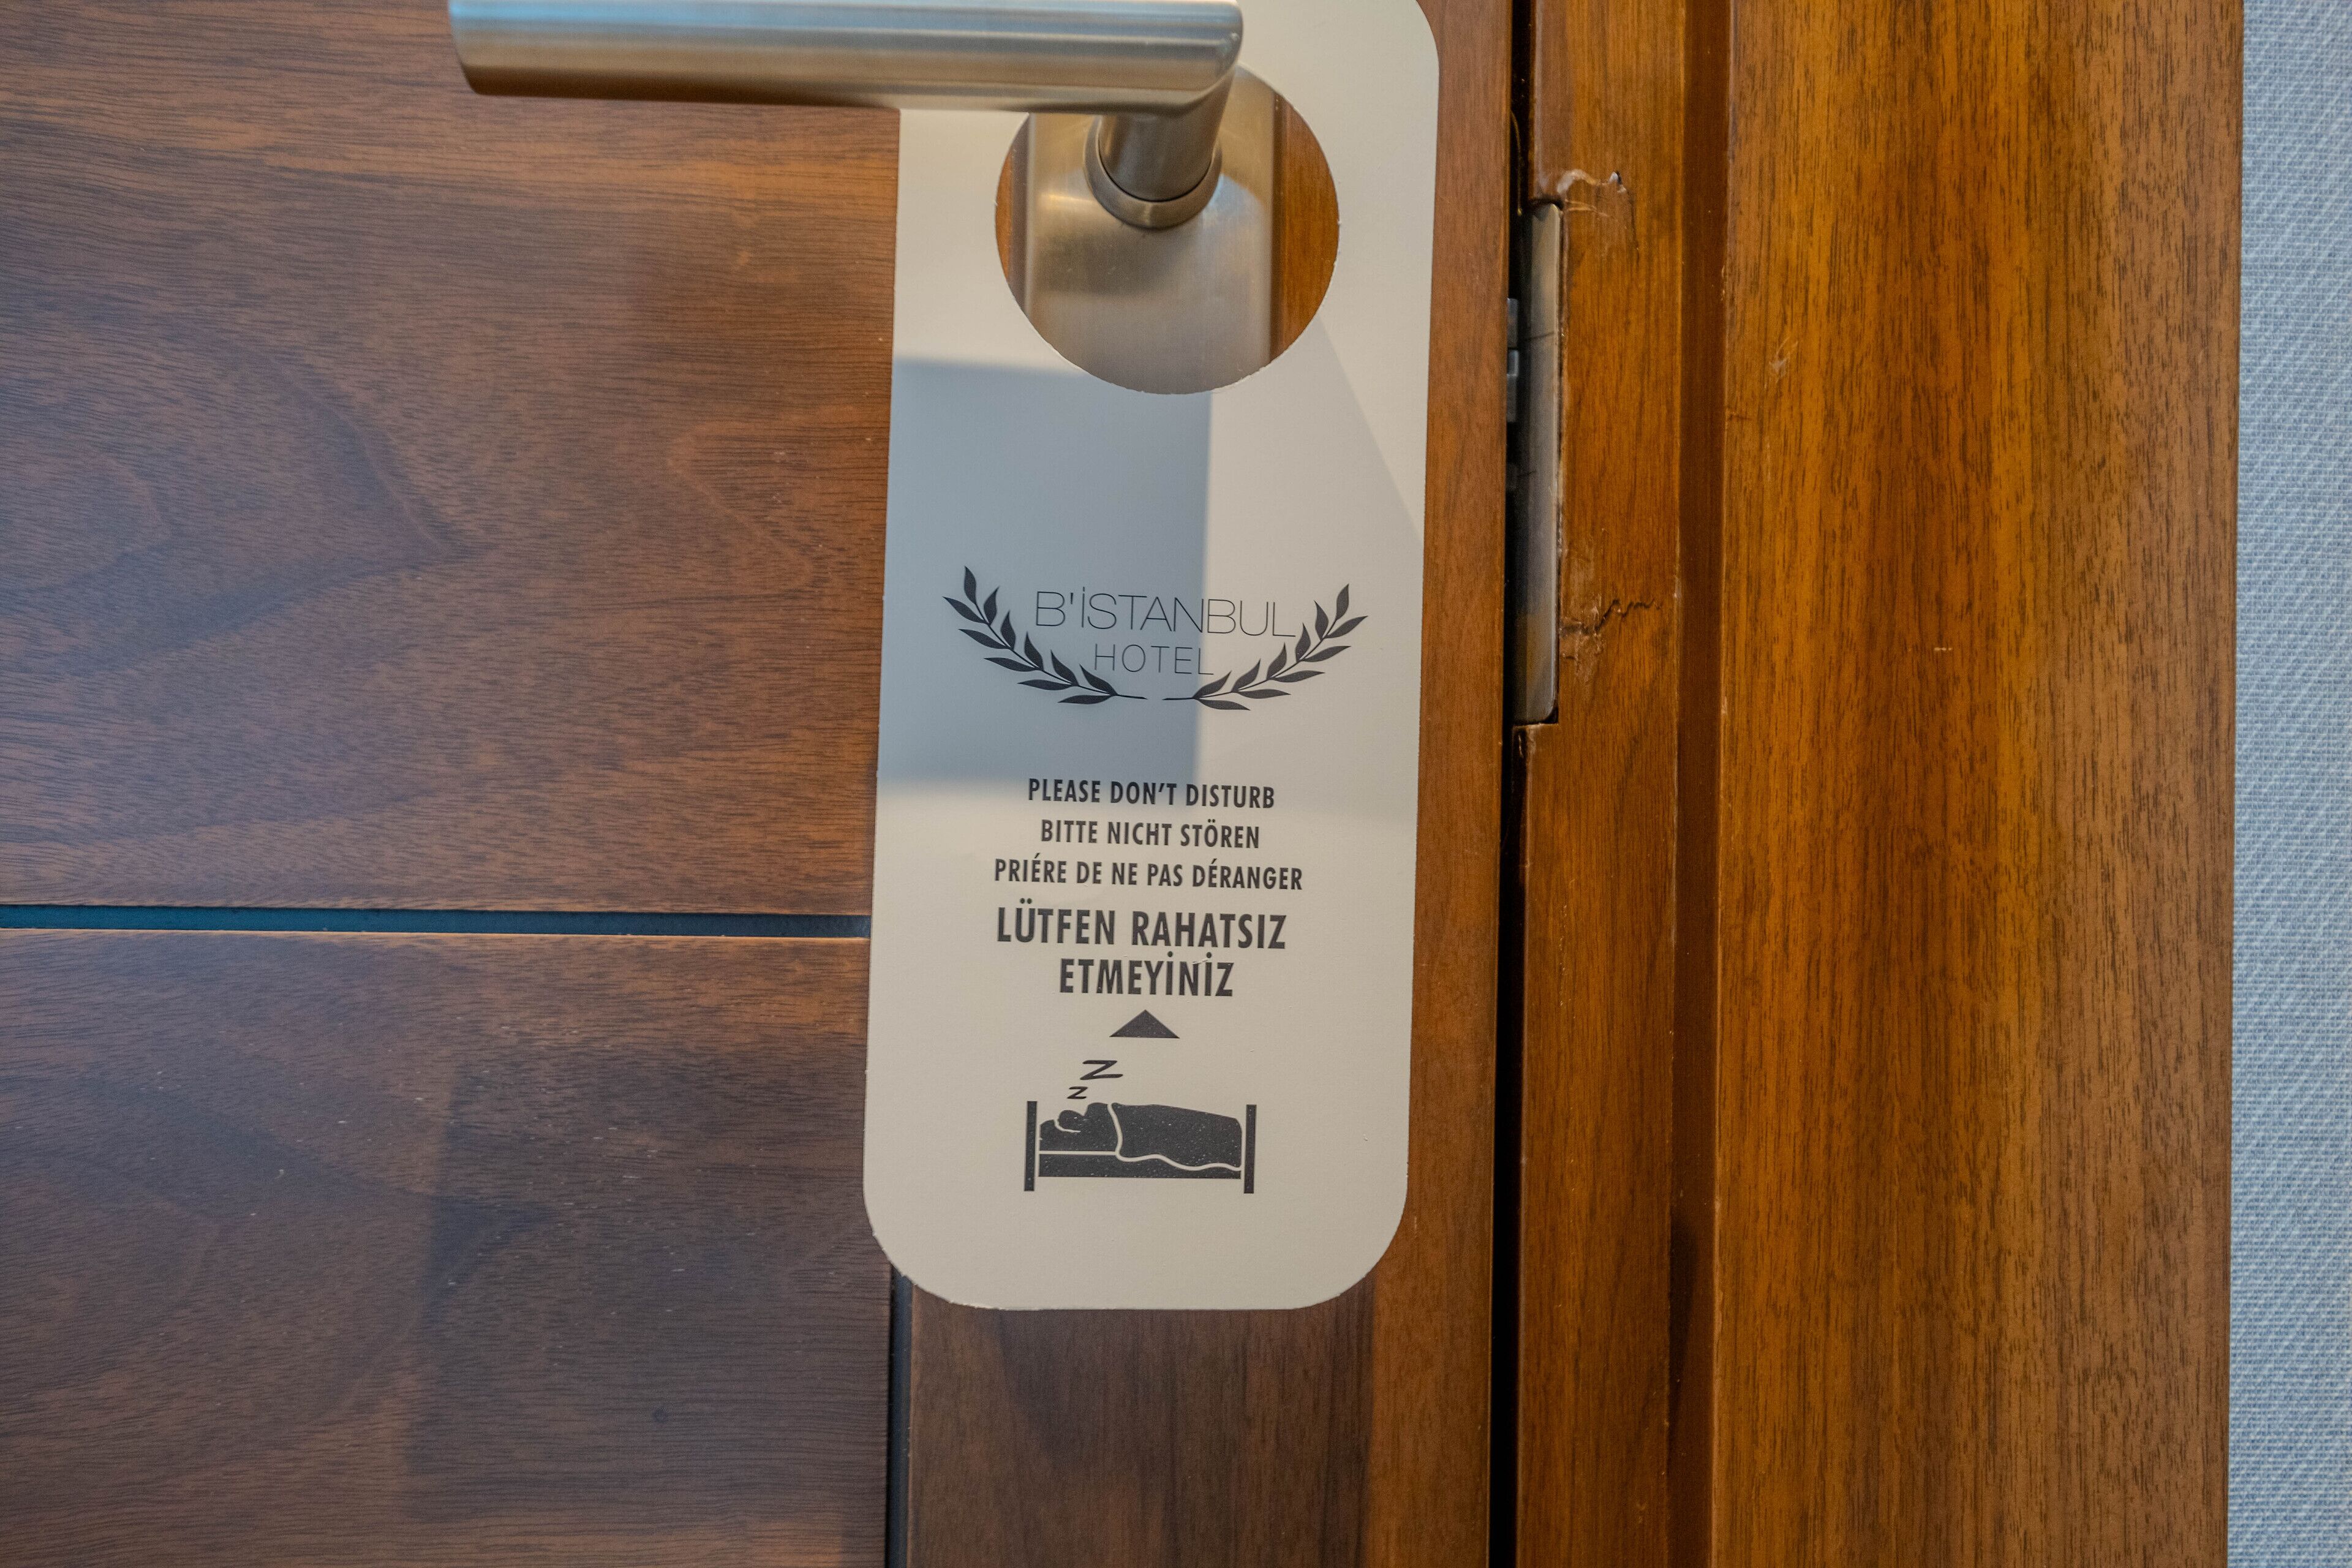 B'İSTANBUL
HOTEL
PLEASE DON'T DISTURB
BITTE NICHT STÖREN
PRIÉRE DE NE PAS DÉRANGER
LÜTFEN RAHATSIZ
ETMEYİNİZ
Z
Z